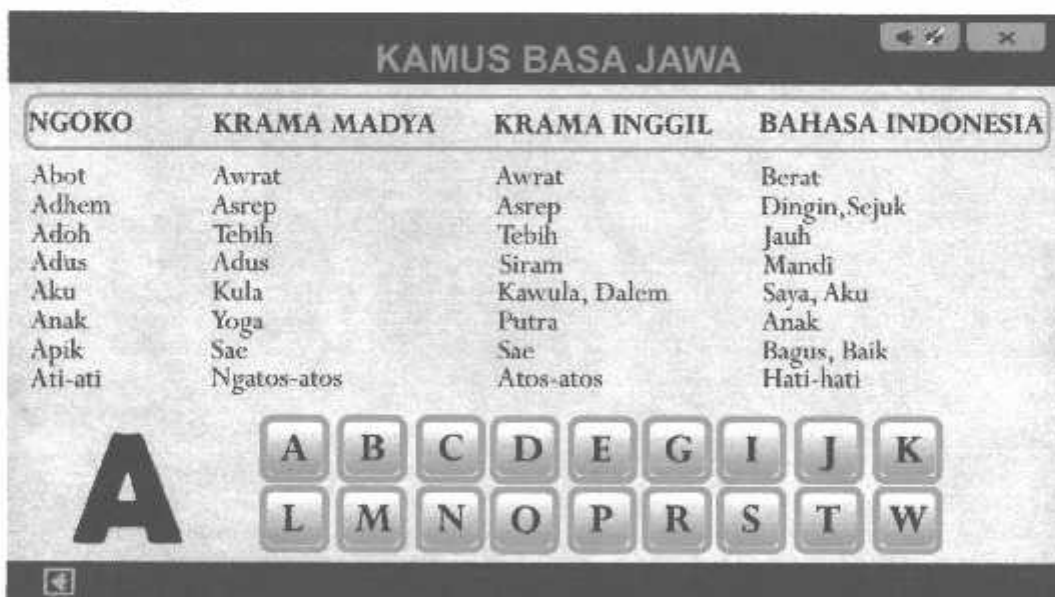 KAMUS BASA JAWA
NGOKO KRAMA MADYA KRAMA INGGIL BAHASA INDONESIA
Abot Awrat Awrat Berat
Adhem Asrep Asrep Dingin,Sejuk
Adoh Tebih Tebih Jauh
Adus Adus Siram Mandi
Aku Kula Kawula, Dalem Saya, Aku
Anak Yoga Putra Anak
Apik Sae Sae Bagus, Baik
Ati-ati Ngatos-atos Atos-atos Hati-hati
A
A B C D E G I J K
L M N O P R S T W